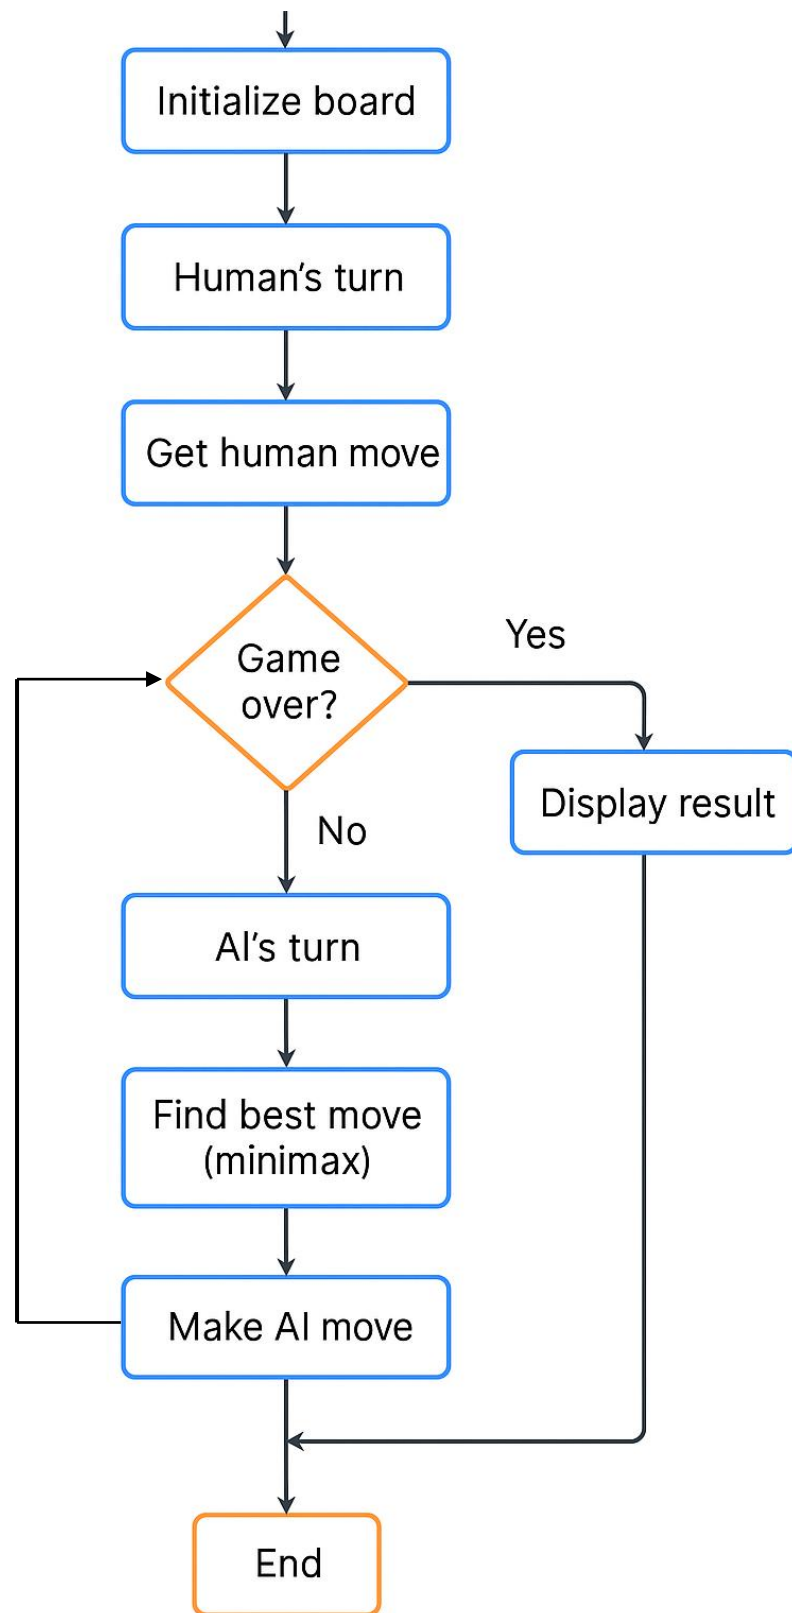 Initialize board
Human's turn
Get human move
Game
over?
Yes
Display result
No
AI's turn
Find best move
(minimax)
Make AI move
End